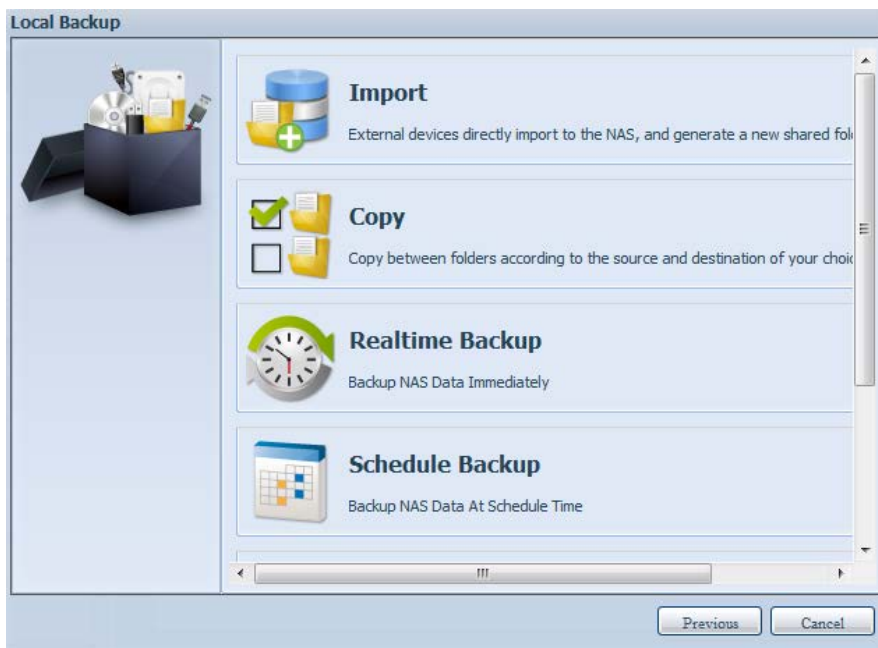 Local Backup
Import
External devices directly import to the NAS, and generate a new shared
Copy
Copy between folders according to the source and destination of your
Realtime Backup
Backup NAS Data Immediately
Schedule Backup
Backup NAS Data At Schedule Time
Previous
Cancel